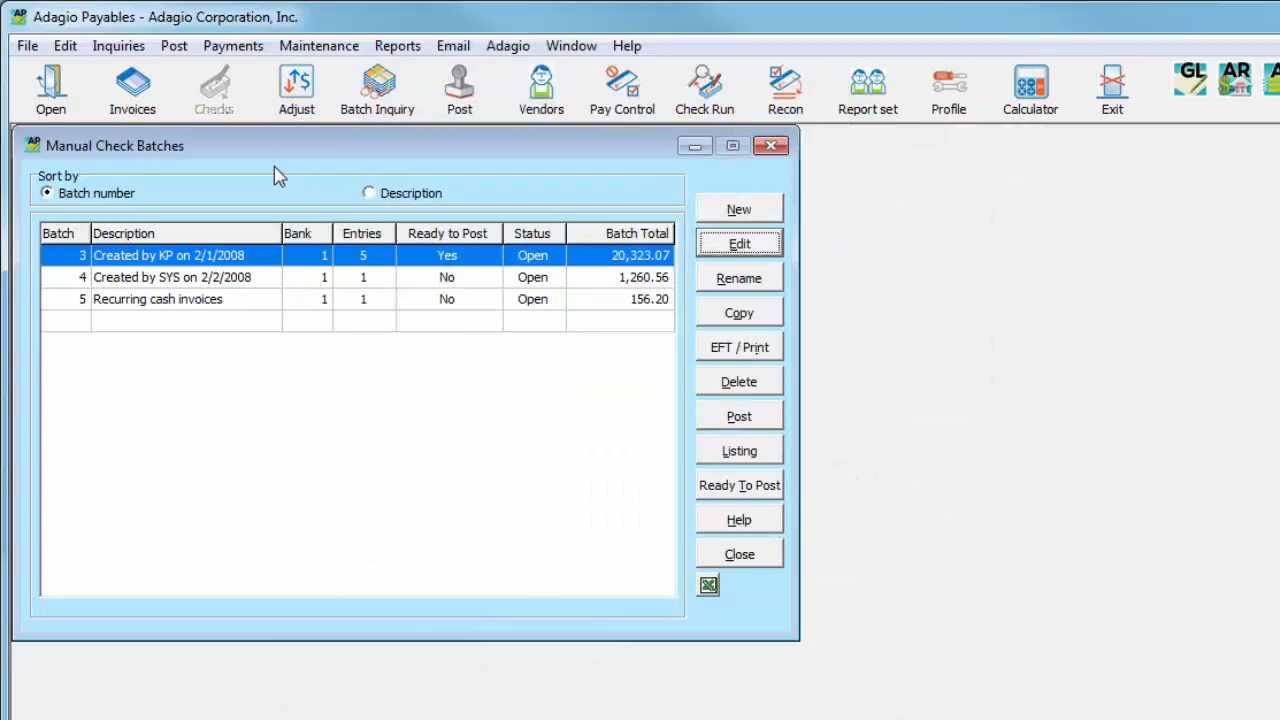 Adagio Payables - Adagio Corporation, Inc.
File Edit Inquiries Post Payments Maintenance Reports Email Adagio Window Help
GL AR
Open Invoices Checks Adjust Batch Inquiry Post Vendors Pay Control Check Run Recon Report set Profile Calculator Exit
Manual Check Batches
Sort by
Batch number Description
Batch Description Bank Entries Ready to Post Status Batch Total
3 Created by KP on 2/1/2008 1 5 Yes Open 20,323.07
4 Created by SYS on 2/2/2008 1 1 No Open 1,260.56
5 Recurring cash invoices 1 1 No Open 156.20
New
Edit
Rename
Copy
EFT / Print
Delete
Post
Listing
Ready To Post
Help
Close